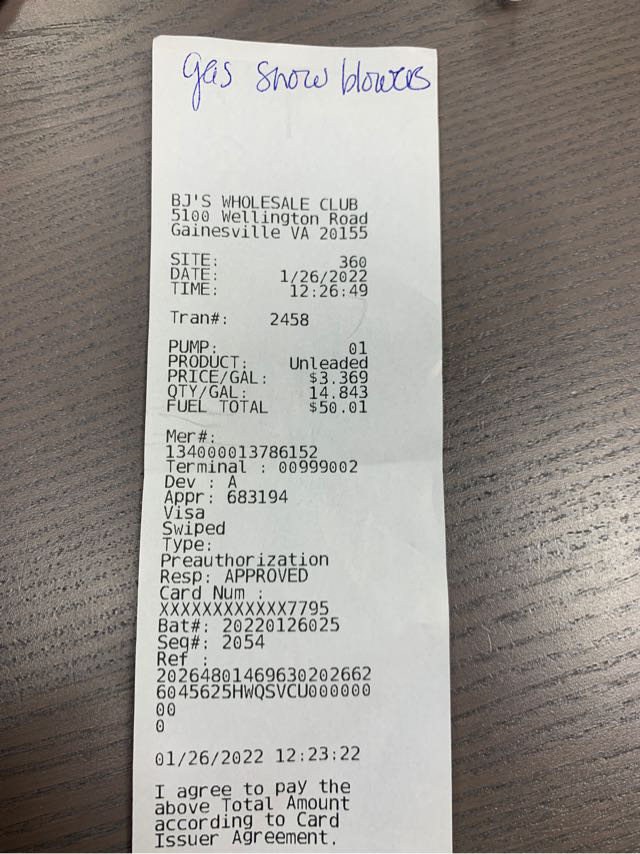 gas snow blowers
BJ'S WHOLESALE CLUB
5100 Wellington Road
Gainesville VA 20155
SITE: 360
DATE: 1/26/2022
TIME: 12:26:49
Tran#: 2458
PUMP: 01
PRODUCT: Unleaded
PRICE/GAL: $3.369
QTY/GAL: 14.843
FUEL TOTAL $50.01
Mer#:
134000013786152
Terminal : 00999002
Dev : A
Appr: 683194
Visa
Swiped
Type:
Preauthorization
Resp: APPROVED
Card Num :
XXXXXXXXXXXX7795
Bat#: 20220126025
Seq#: 2054
Ref :
20264801469630202662
6045625HWQSVCU000000
00
0
01/26/2022 12:23:22
I agree to pay the
above Total Amount
according to Card
Issuer Agreement.